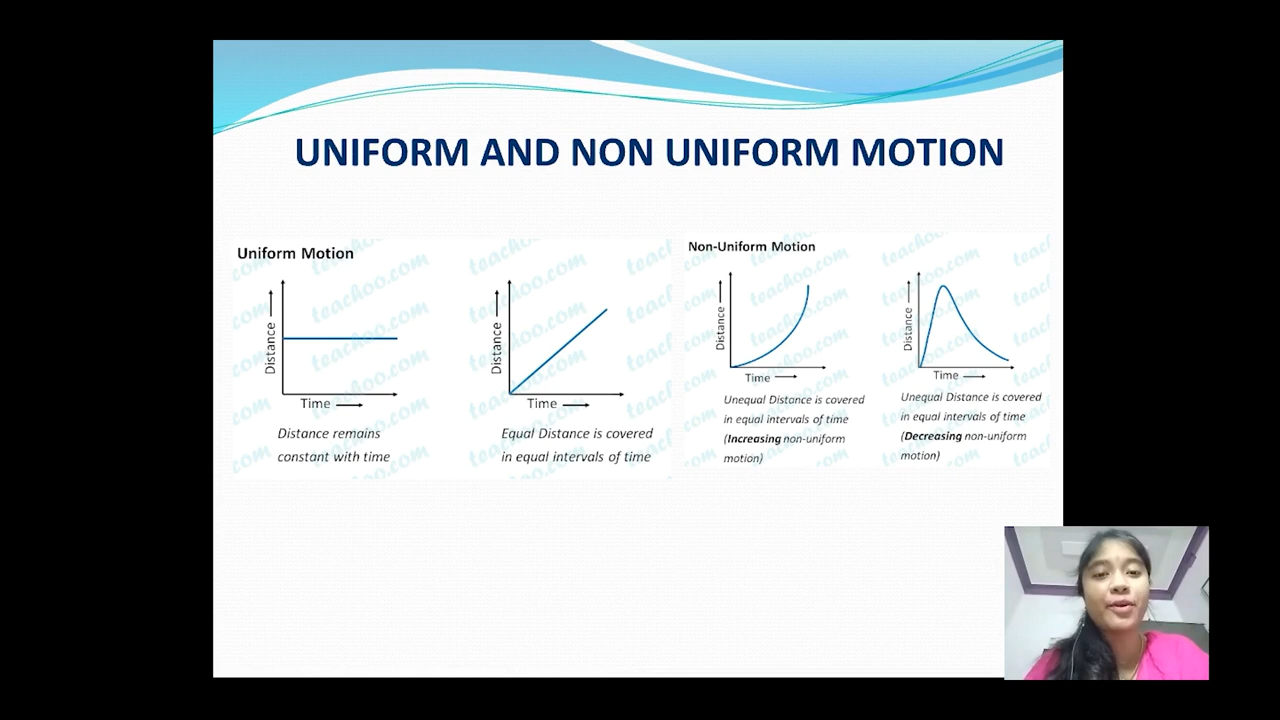 UNIFORM AND NON UNIFORM MOTION
Uniform Motion
Distance
Time
Distance remains
constant with time
Distance
Time
Equal Distance is covered
in equal intervals of time
Non-Uniform Motion
Distance
Time
Unequal Distance is covered
in equal intervals of time
(Increasing non-uniform
motion)
Distance
Time
Unequal Distance is covered
in equal intervals of time
(Decreasing non-uniform
motion)
teachoo.com